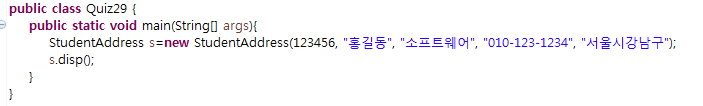 public class Quiz29 {
public static void main(String[] args){
StudentAddress s=new StudentAddress(123456, "홍길동", "소프트웨어", "010-123-1234", "서울시강남구");
s.disp();
}
}